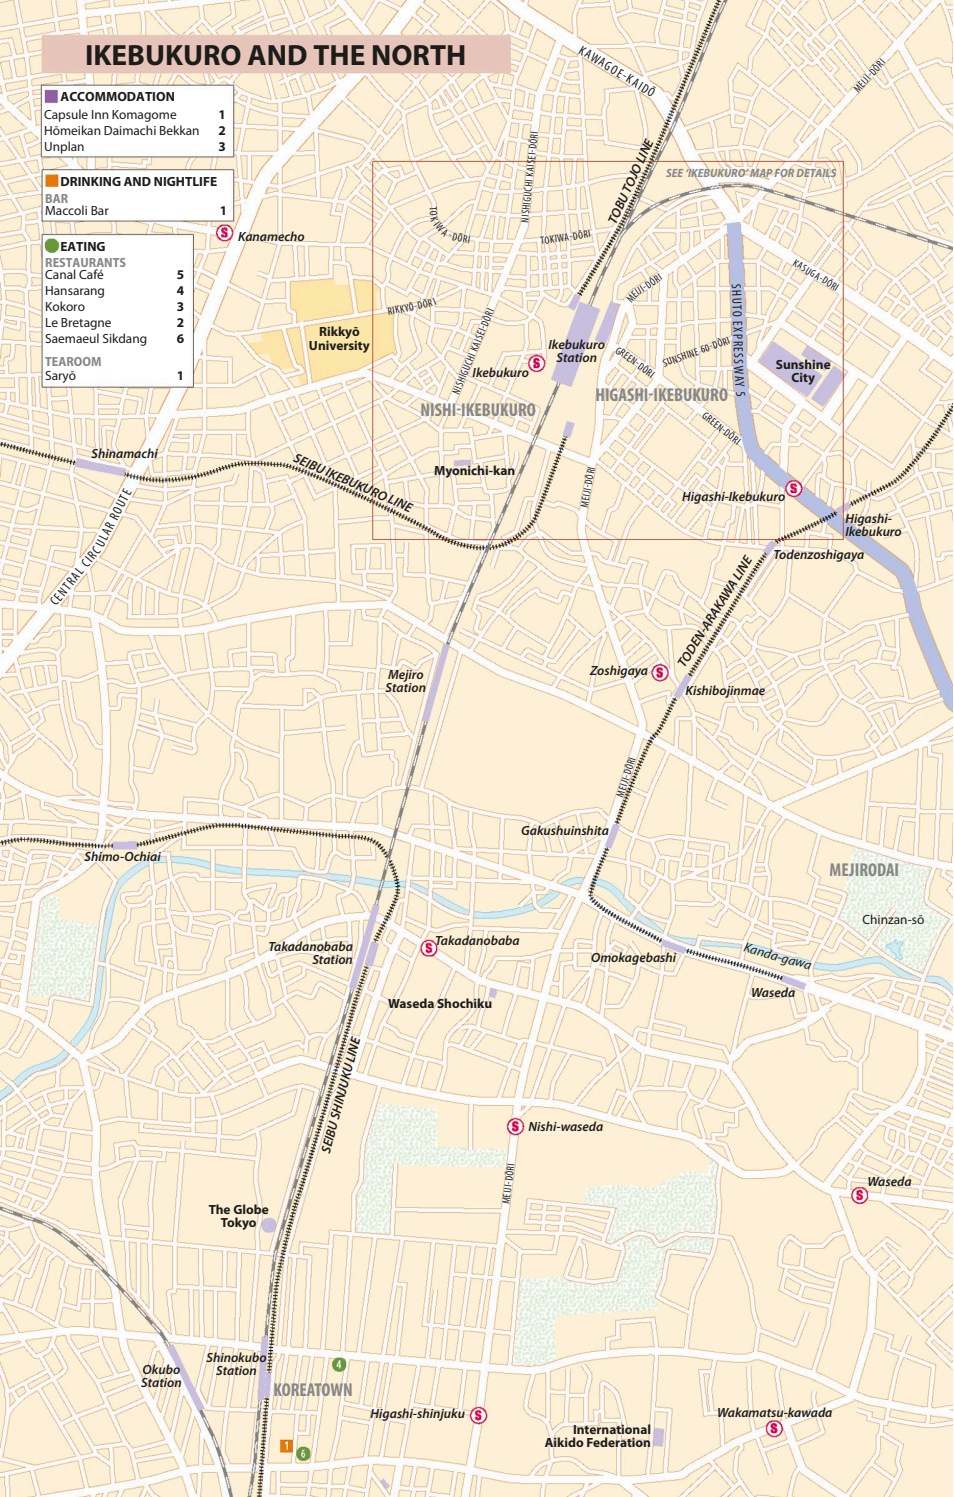 IKEBUKURO AND THE NORTH
ACCOMMODATION
Capsule Inn Komagome 1
Hōmeikan Daimachi Bekkan 2
Unplan 3
DRINKING AND NIGHTLIFE
BAR
Maccoli Bar 1
EATING
RESTAURANTS
Canal Café 5
Hansarang 4
Kokoro 3
Le Bretagne 2
Saemaeul Sikdang 6
TEAROOM
Saryō 1
KAWAGOE-KAIDŌ
MEIJI-DŌRI
NISHIGUCHI KAISEI-DŌRI
TOBU TOJO LINE
SEE 'IKEBUKURO' MAP FOR DETAILS
S
Kanamecho
TOKIWA-DŌRI
TOKIWA-DŌRI
KASUGA-DŌRI
MEIJI-DŌRI
RIKKYŌ-DŌRI
SHUTO EXPRESSWAY 5
Rikkyō
University
NISHIGUCHI KAISEI-DŌRI
Ikebukuro
Station
S
Ikebukuro
GREEN-DŌRI
SUNSHINE 60-DŌRI
Sunshine
City
HIGASHI-IKEBUKURO
NISHI-IKEBUKURO
GREEN-DŌRI
Shinamachi
SEIBU IKEBUKURO LINE
Myonichi-kan
MEIJI-DŌRI
Higashi-Ikebukuro
S
Higashi-
Ikebukuro
CENTRAL CIRCULAR ROUTE
Todenzoshigaya
TODEN-ARAKAWA LINE
Mejiro
Station
Zoshigaya
S
Kishibojinmae
MEIJI-DŌRI
Gakushuinshita
Shimo-Ochiai
MEJIRODAI
Chinzan-sō
Takadanobaba
Station
S
Takadanobaba
Omokagebashi
Kanda-gawa
Waseda
Waseda Shochiku
SEIBU SHINJUKU LINE
S
Nishi-waseda
MEIJI-DŌRI
Waseda
S
The Globe
Tokyo
Okubo
Station
Shinokubo
Station
4
KOREATOWN
Higashi-shinjuku
S
International
Aikido Federation
Wakamatsu-kawada
S
1
6